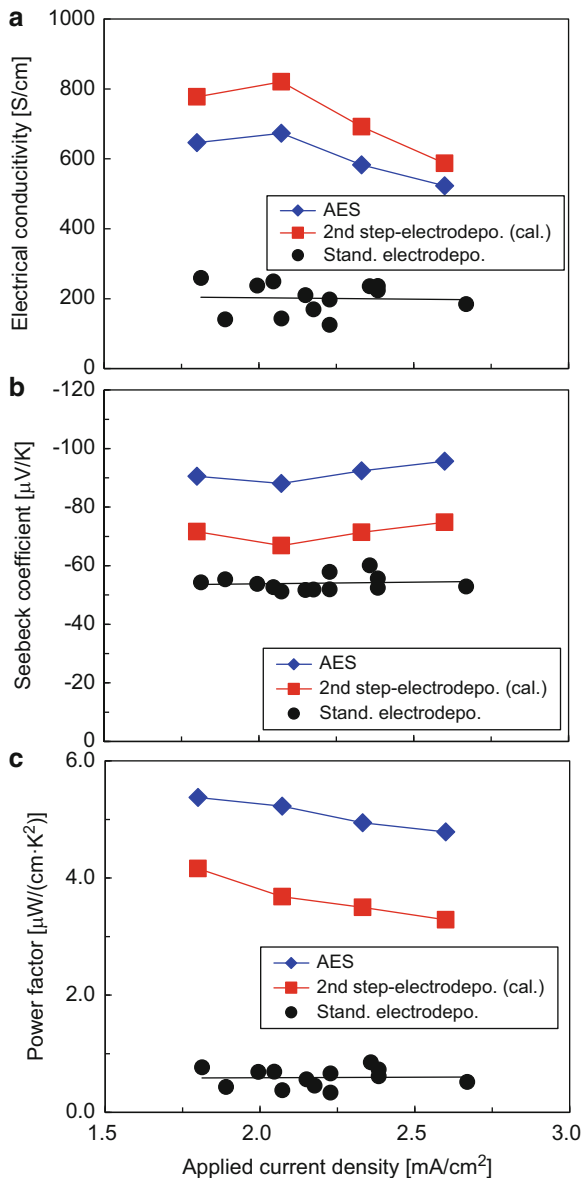 a
1000
800
600
400
200
0
Electrical conducitivity [S/cm]
AES
2nd step-electrodepo. (cal.)
Stand. electrodepo.
b
-120
-100
-80
-60
-40
-20
0
Seebeck coefficient [μV/K]
AES
2nd step-electrodepo. (cal.)
Stand. electrodepo.
c
6.0
4.0
2.0
0.0
Power factor [μW/(cm·K²)]
AES
2nd step-electrodepo. (cal.)
Stand. electrodepo.
1.5 2.0 2.5 3.0
Applied current density [mA/cm²]